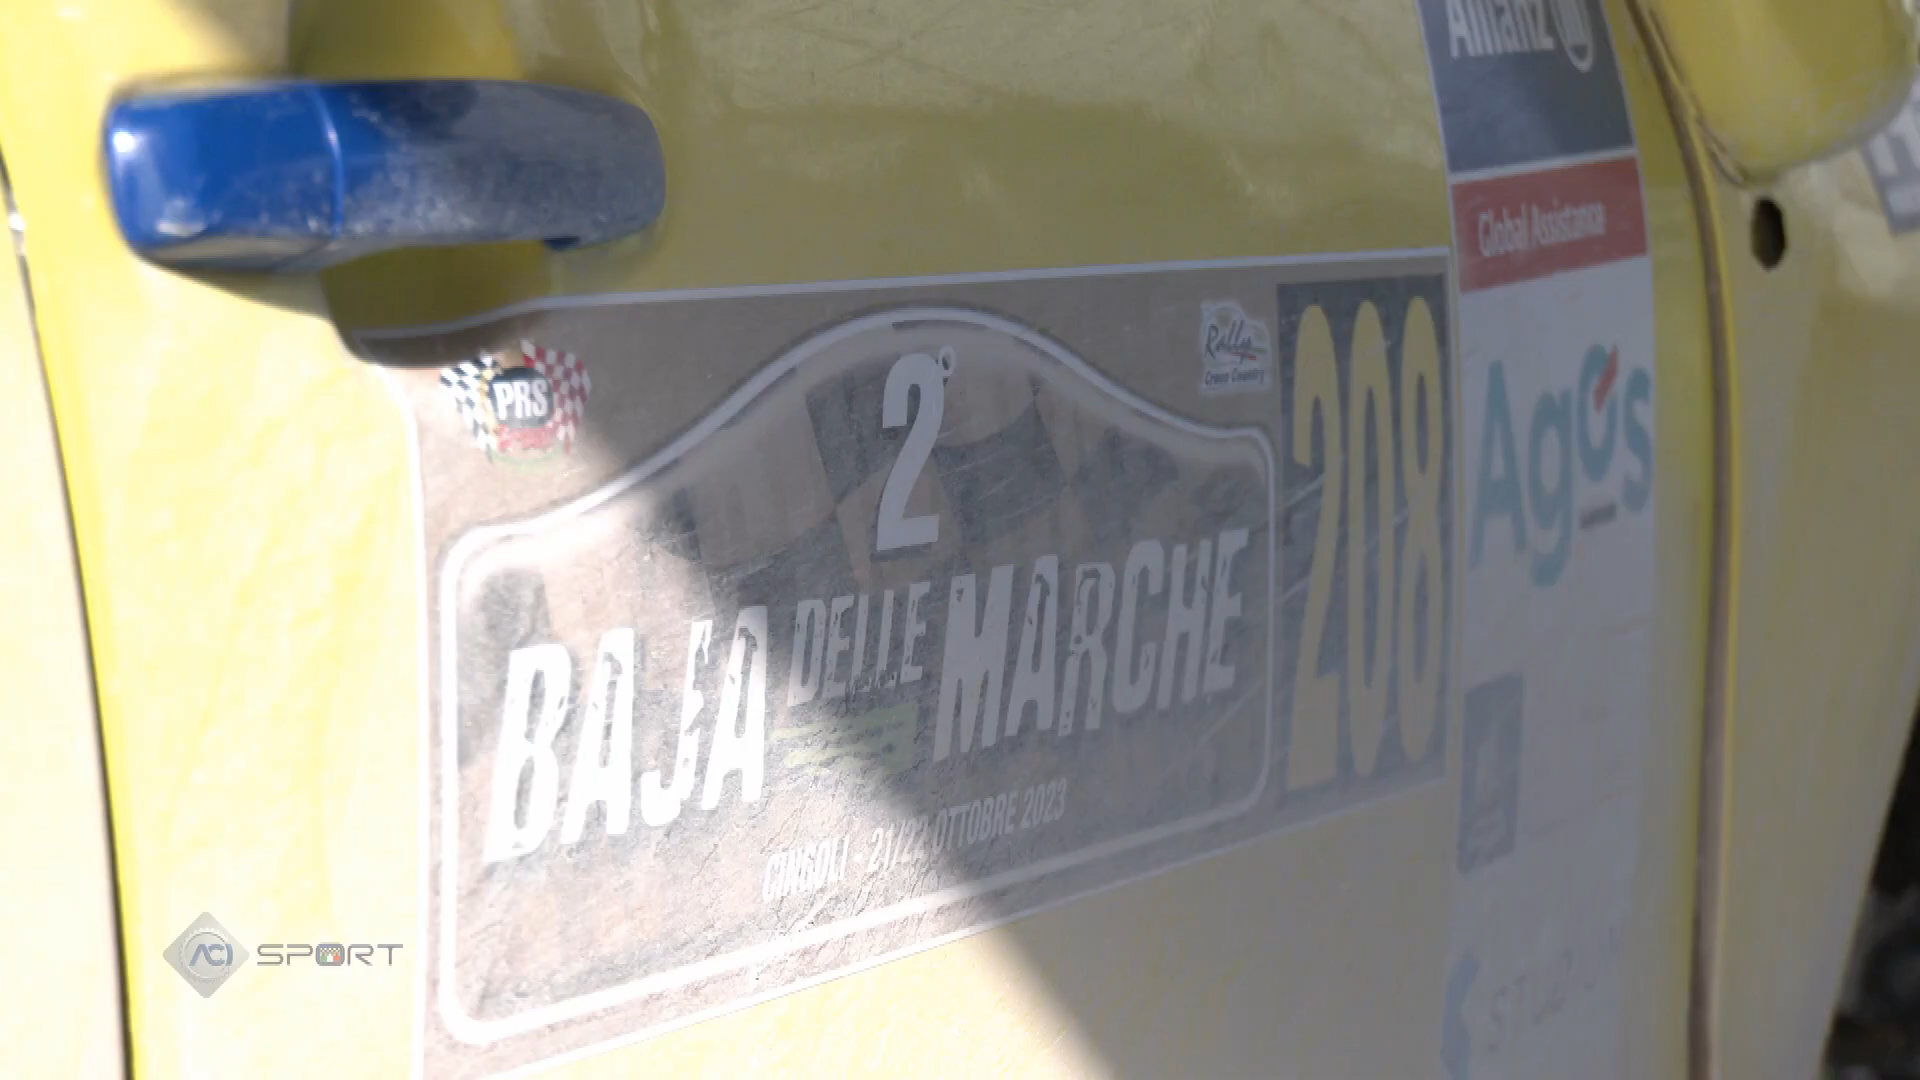 Allianz
Global Assistance
PRS
2°
Rally
Cross Country
208
Agos
BAJA DELLE MARCHE
CINGOLI - 21/22 OTTOBRE 2023
ACI SPORT